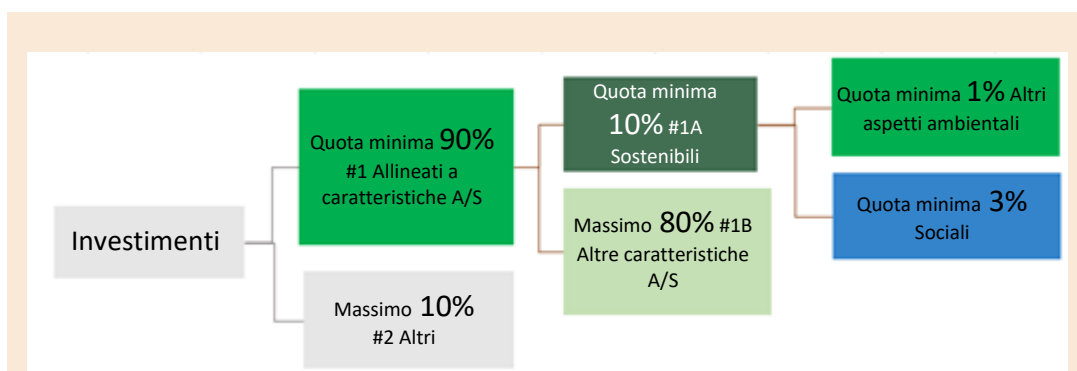 Investimenti
Quota minima 90%
#1 Allineati a
caratteristiche A/S
Massimo 10%
#2 Altri
Quota minima
10% #1A
Sostenibili
Massimo 80% #1B
Altre caratteristiche
A/S
Quota minima 1% Altri
aspetti ambientali
Quota minima 3%
Sociali